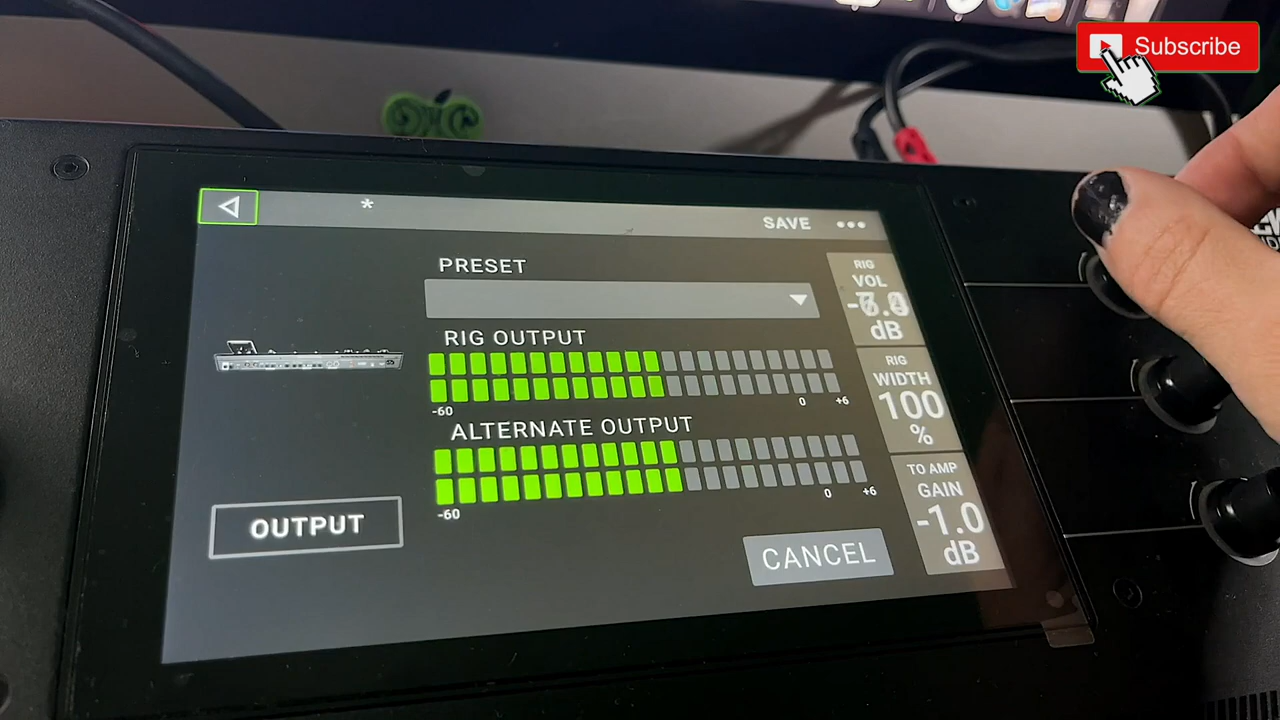 Subscribe
*
SAVE
PRESET
RIG
VOL
dB
RIG OUTPUT
-60 0 +6
RIG
WIDTH
100
%
ALTERNATE OUTPUT
-60 0 +6
TO AMP
GAIN
-1.0
dB
OUTPUT
CANCEL